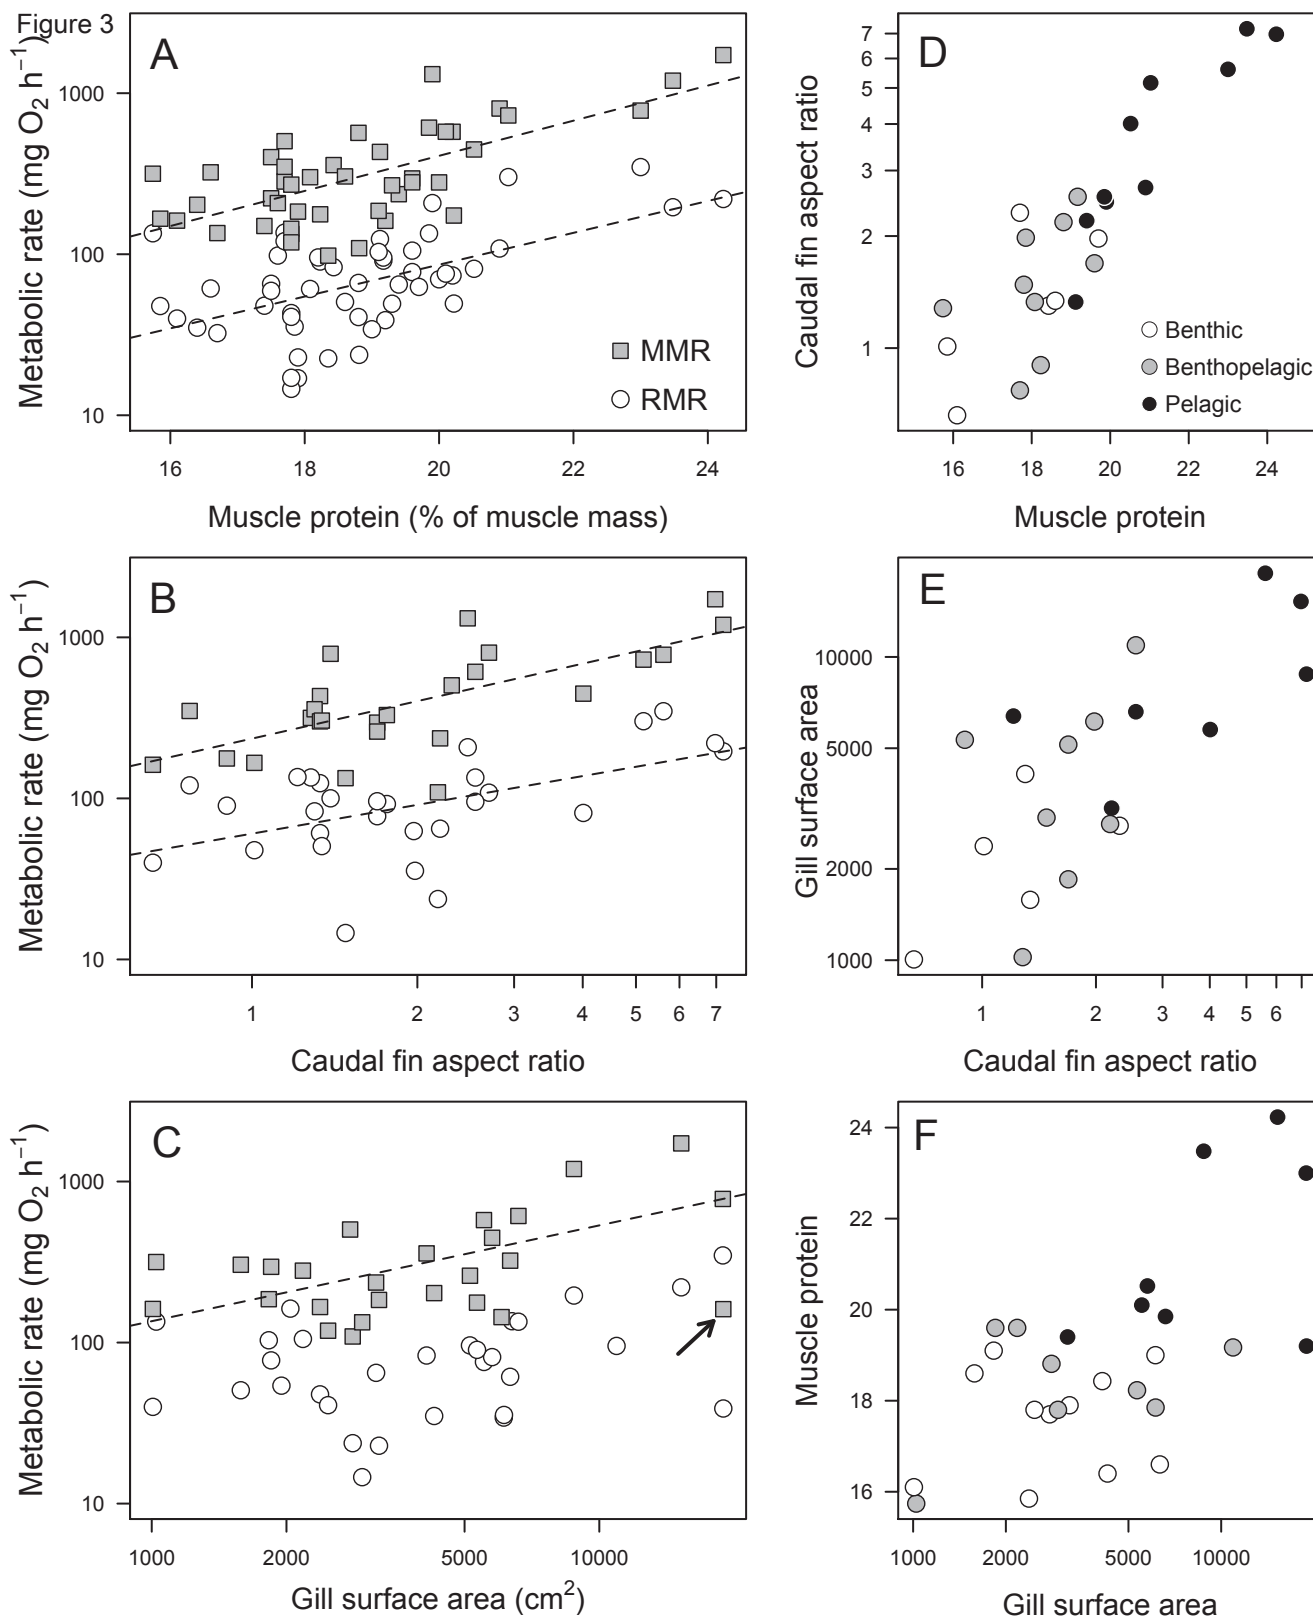 Figure 3
A
Metabolic rate (mg O₂ h⁻¹)
1000
100
10
MMR
RMR
16 18 20 22 24
Muscle protein (% of muscle mass)
D
Caudal fin aspect ratio
7
6
5
4
3
2
1
Benthic
Benthopelagic
Pelagic
16 18 20 22 24
Muscle protein
B
Metabolic rate (mg O₂ h⁻¹)
1000
100
10
1 2 3 4 5 6 7
Caudal fin aspect ratio
E
Gill surface area
10000
5000
2000
1000
1 2 3 4 5 6
Caudal fin aspect ratio
C
Metabolic rate (mg O₂ h⁻¹)
1000
100
10
1000 2000 5000 10000
Gill surface area (cm²)
F
Muscle protein
24
22
20
18
16
1000 2000 5000 10000
Gill surface area